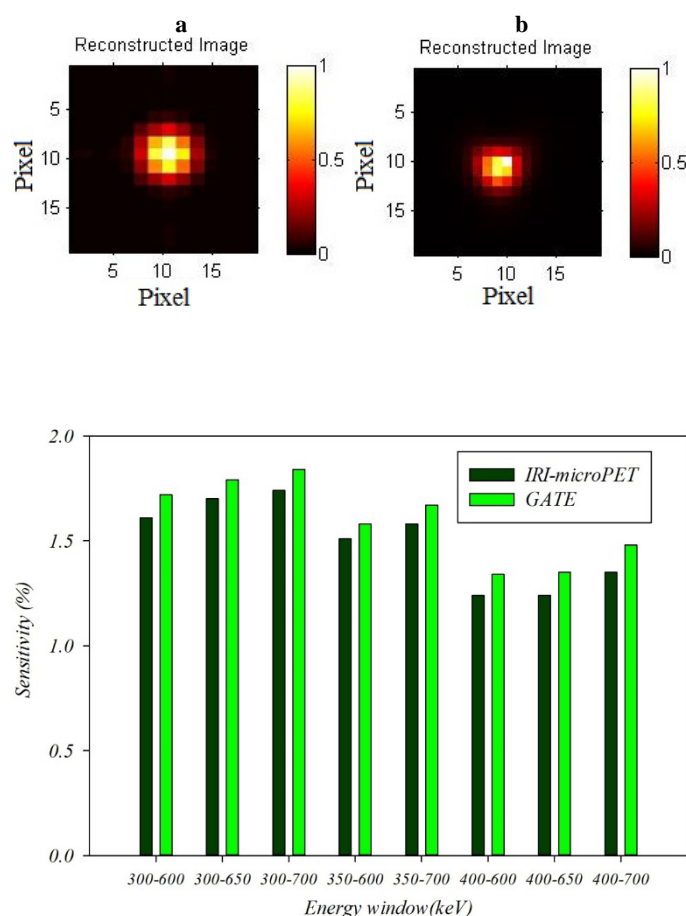 a
Reconstructed Image
5
10
15
Pixel
5 10 15
Pixel
1
0.5
0
b
Reconstructed Image
5
10
15
Pixel
5 10 15
Pixel
1
0.5
0
2.0
1.5
1.0
0.5
0.0
Sensitivity (%)
IRI-microPET
GATE
300-600 300-650 300-700 350-600 350-700 400-600 400-650 400-700
Energy window(keV)